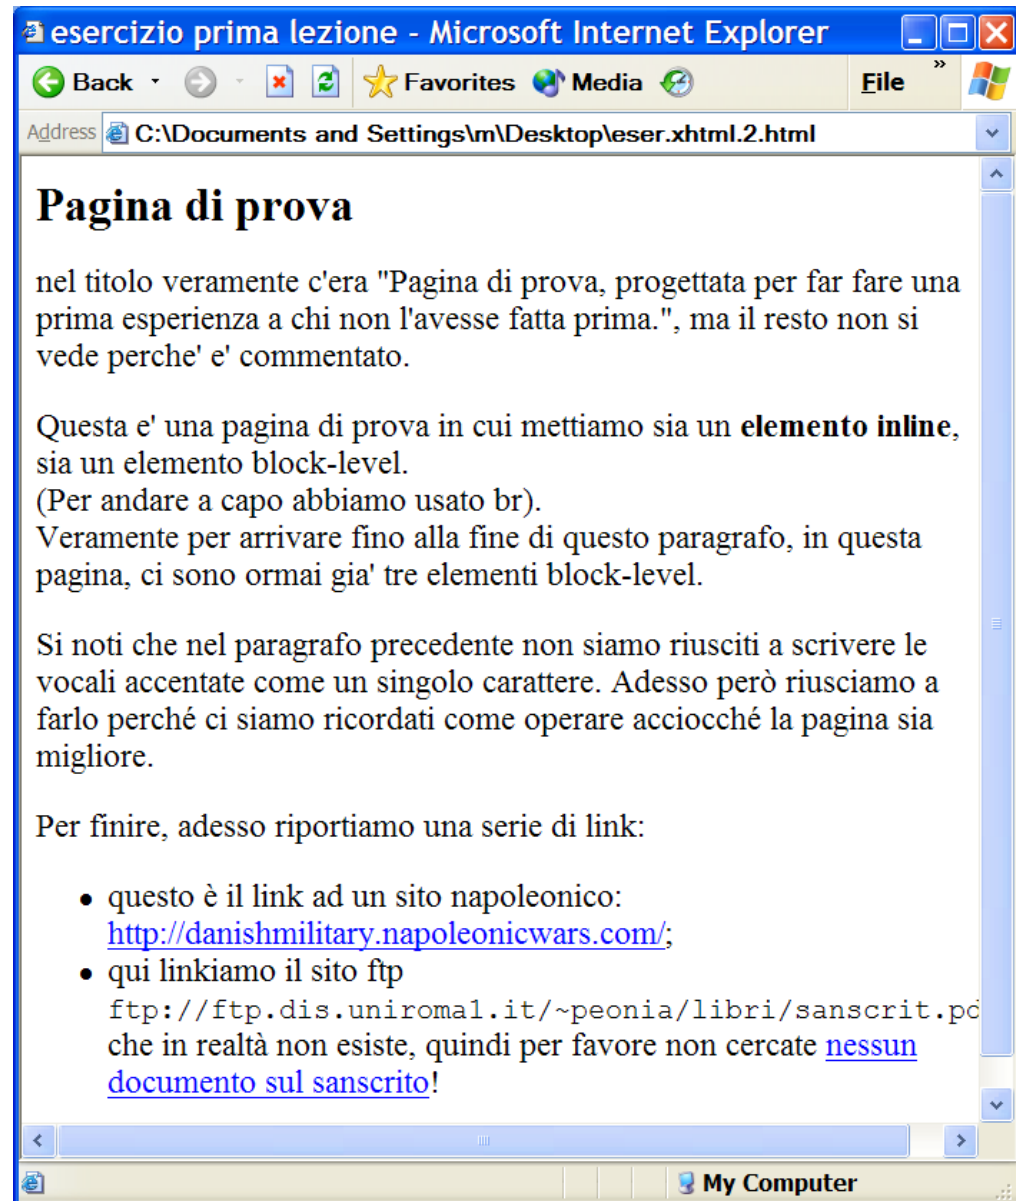 esercizio prima lezione - Microsoft Internet Explorer
Back Favorites Media File »
Address C:\Documents and Settings\m\Desktop\eser.xhtml.2.html
Pagina di prova
nel titolo veramente c'era "Pagina di prova, progettata per far fare una
prima esperienza a chi non l'avesse fatta prima.", ma il resto non si
vede perche' e' commentato.
Questa e' una pagina di prova in cui mettiamo sia un elemento inline,
sia un elemento block-level.
(Per andare a capo abbiamo usato br).
Veramente per arrivare fino alla fine di questo paragrafo, in questa
pagina, ci sono ormai gia' tre elementi block-level.
Si noti che nel paragrafo precedente non siamo riusciti a scrivere le
vocali accentate come un singolo carattere. Adesso però riusciamo a
farlo perché ci siamo ricordati come operare acciocché la pagina sia
migliore.
Per finire, adesso riportiamo una serie di link:
• questo è il link ad un sito napoleonico:
http://danishmilitary.napoleonicwars.com/;
• qui linkiamo il sito ftp
ftp://ftp.dis.uniroma1.it/~peonia/libri/sanscrit.pd
che in realtà non esiste, quindi per favore non cercate nessun
documento sul sanscrito!
My Computer